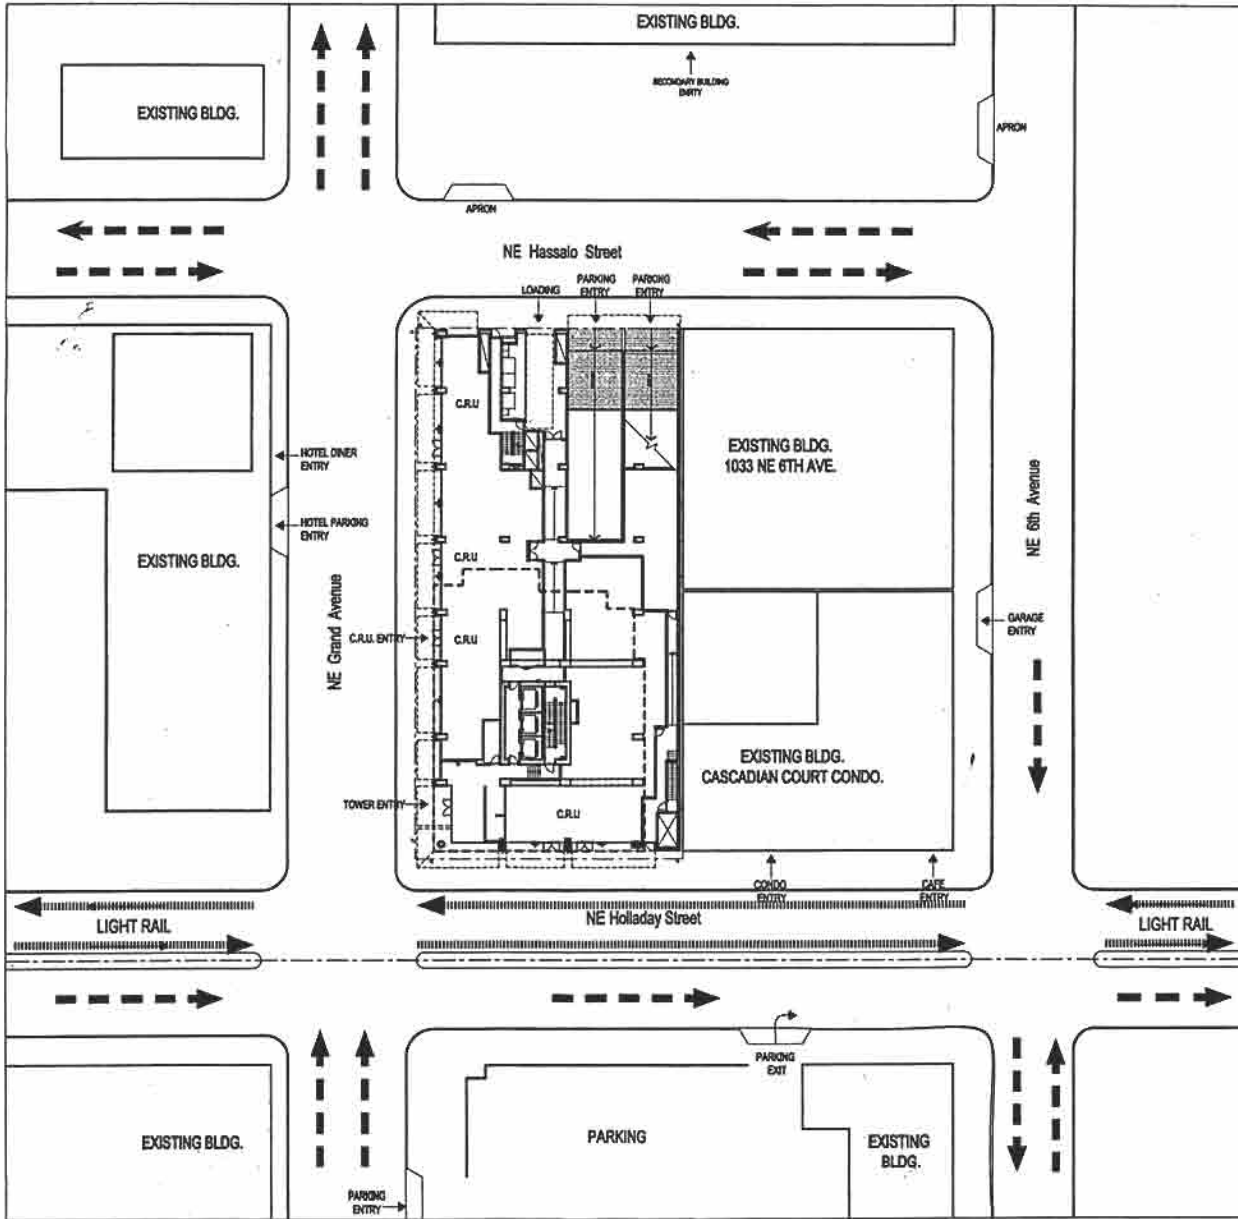 EXISTING BLDG.
SECONDARY BUILDING
ENRTY
EXISTING BLDG.
APRON
APRON
NE Hassalo Street
LOADING
PARKING
ENTRY
PARKING
ENTRY
C.R.U
HOTEL DINER
ENTRY
EXISTING BLDG.
1033 NE 6TH AVE.
HOTEL PARKING
ENTRY
NE 6th Avenue
EXISTING BLDG.
C.R.U
NE Grand Avenue
GARAGE
ENTRY
C.R.U. ENTRY
C.R.U
EXISTING BLDG.
CASCADIAN COURT CONDO.
TOWER ENTRY
C.R.U
CONDO
ENTRY
CAFE
ENTRY
LIGHT RAIL
NE Holladay Street
LIGHT RAIL
PARKING
EXIT
EXISTING BLDG.
PARKING
EXISTING
BLDG.
PARKING
ENTRY